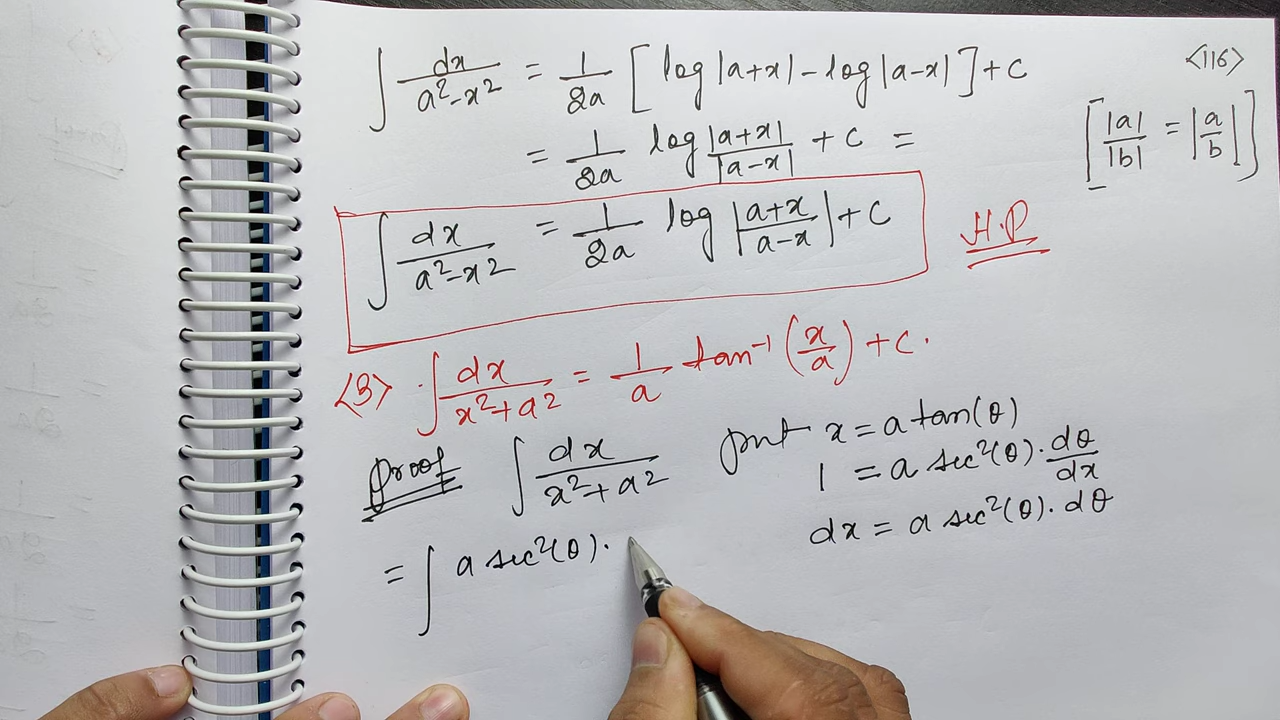 ∫ dx/(a²-x²) = 1/2a [ log|a+x| - log|a-x| ] + c
<116>
= 1/2a log |a+x|/|a-x| + c =
[ |a|/|b| = |a/b| ]
∫ dx/(a²-x²) = 1/2a log |(a+x)/(a-x)| + c
H.P
<3> ∫ dx/(x²+a²) = 1/a tan⁻¹ (x/a) + c.
Proof ∫ dx/(x²+a²) put x = a tan(θ)
1 = a sec²(θ). dθ/dx
dx = a sec²(θ). dθ
= ∫ a sec²(θ).